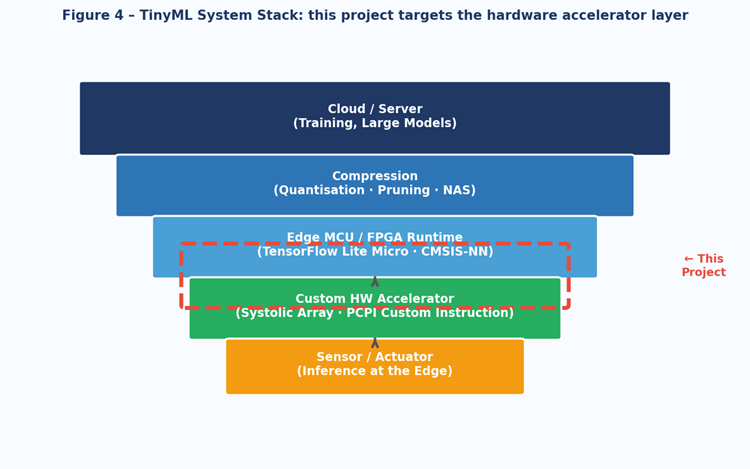 Figure 4 – TinyML System Stack: this project targets the hardware accelerator layer
Cloud / Server
(Training, Large Models)
Compression
(Quantisation · Pruning · NAS)
Edge MCU / FPGA Runtime
(TensorFlow Lite Micro · CMSIS-NN)
← This
Project
Custom HW Accelerator
(Systolic Array · PCPI Custom Instruction)
Sensor / Actuator
(Inference at the Edge)